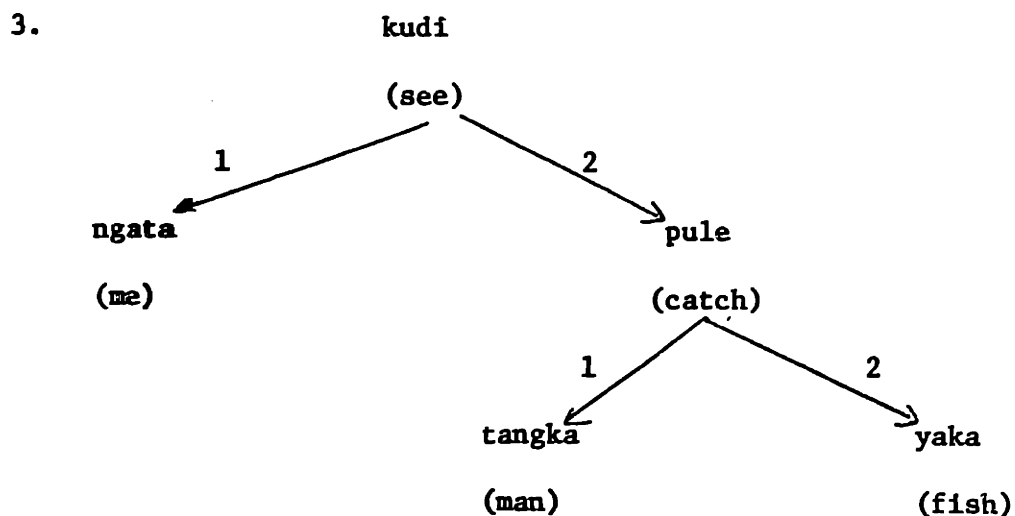 3. kudi
(see)
1 2
ngata pule
(me) (catch)
1 2
tangka yaka
(man) (fish)